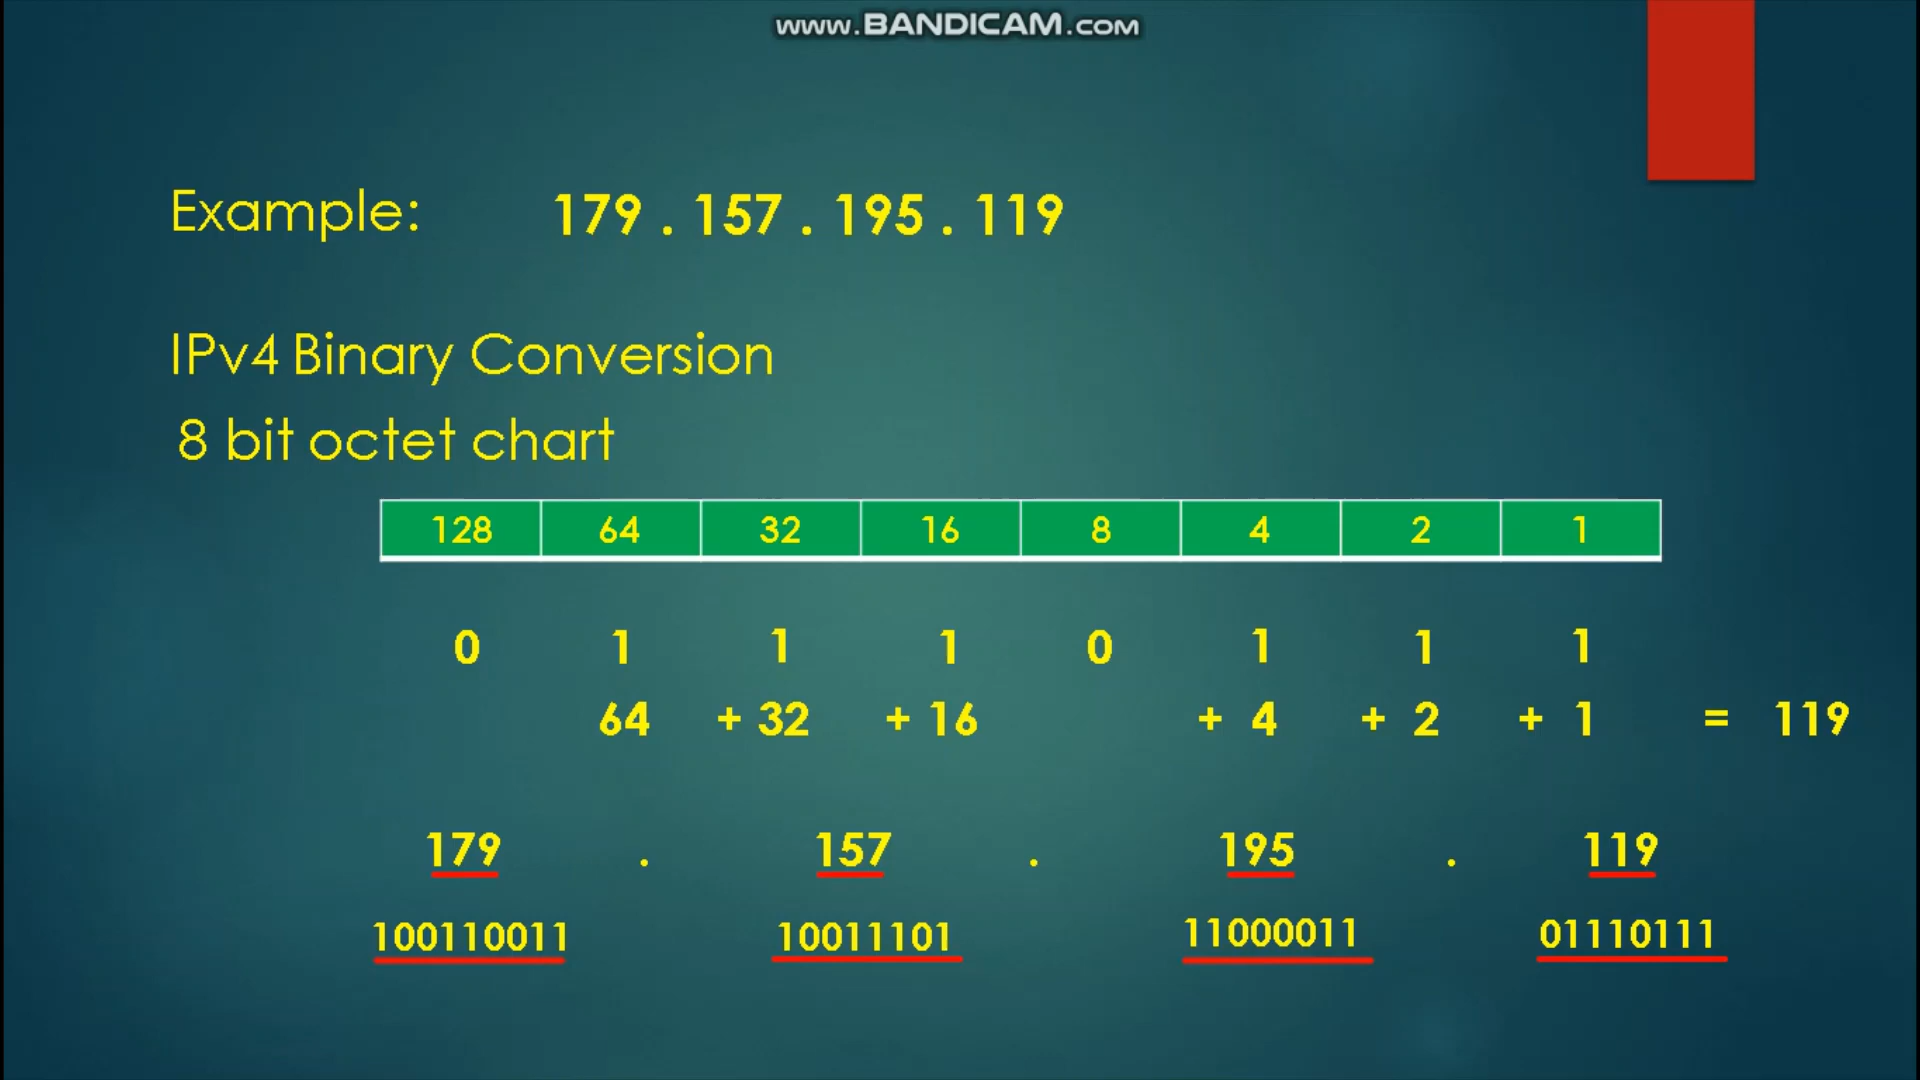 www.BANDICAM.com
Example: 179 . 157 . 195 . 119
IPv4 Binary Conversion
8 bit octet chart
128 64 32 16 8 4 2 1
0 1 1 1 0 1 1 1
64 + 32 + 16 + 4 + 2 + 1 = 119
179 . 157 . 195 . 119
100110011 10011101 11000011 01110111